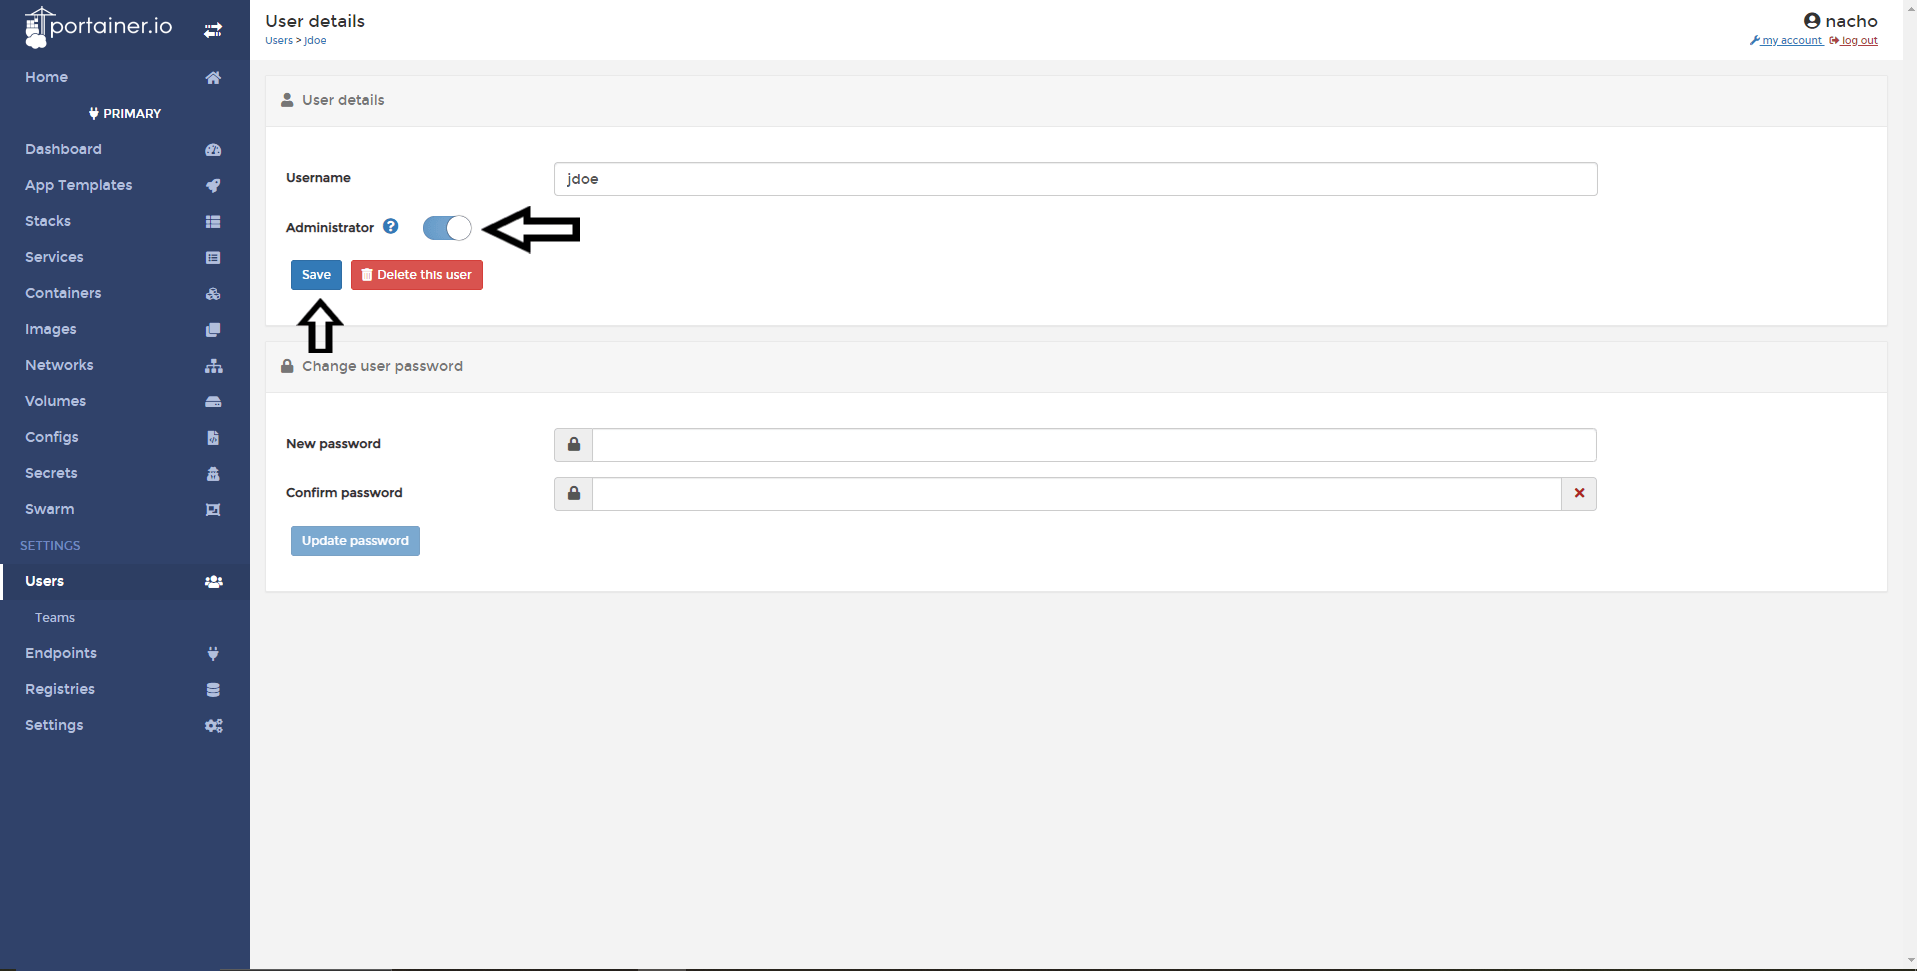 portainer.io
Home
PRIMARY
Dashboard
App Templates
Stacks
Services
Containers
Images
Networks
Volumes
Configs
Secrets
Swarm
SETTINGS
Users
Teams
Endpoints
Registries
Settings
User details
Users > jdoe
nacho
my account log out
User details
Username jdoe
Administrator ?
Save Delete this user
Change user password
New password
Confirm password
Update password